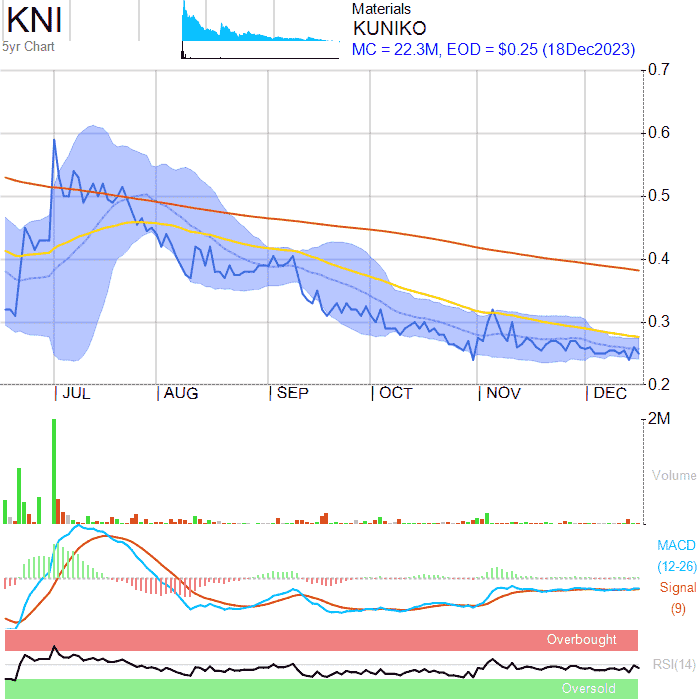 KNI
5yr Chart
Materials
KUNIKO
MC = 22.3M, EOD = $0.25 (18Dec2023)
0.7
0.6
0.5
0.4
0.3
0.2
JUL AUG SEP OCT NOV DEC
2M
Volume
MACD
(12-26)
Signal
(9)
Overbought
RSI(14)
Oversold